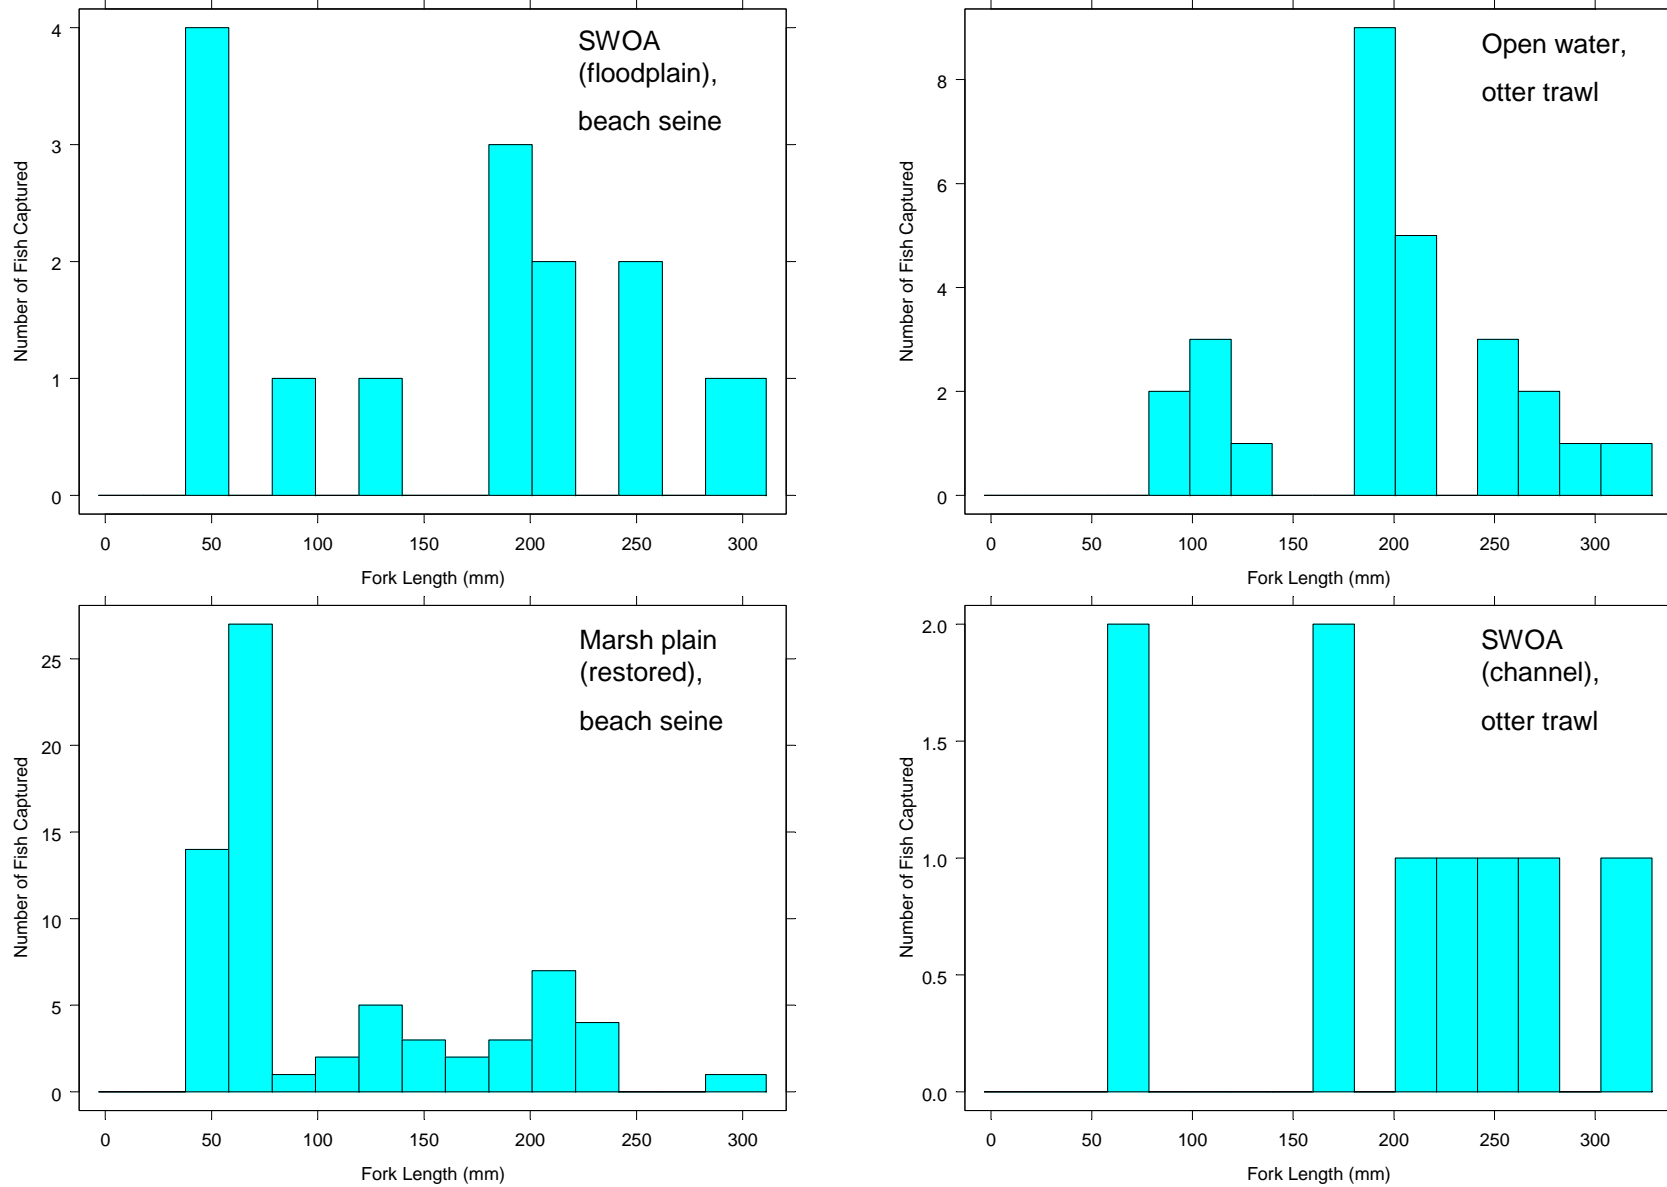 SWOA
(floodplain),
beach seine
Number of Fish Captured
4
3
2
1
0
0 50 100 150 200 250 300
Fork Length (mm)
Open water,
otter trawl
Number of Fish Captured
8
6
4
2
0
0 50 100 150 200 250 300
Fork Length (mm)
Marsh plain
(restored),
beach seine
Number of Fish Captured
25
20
15
10
5
0
0 50 100 150 200 250 300
Fork Length (mm)
SWOA
(channel),
otter trawl
Number of Fish Captured
2.0
1.5
1.0
0.5
0.0
0 50 100 150 200 250 300
Fork Length (mm)